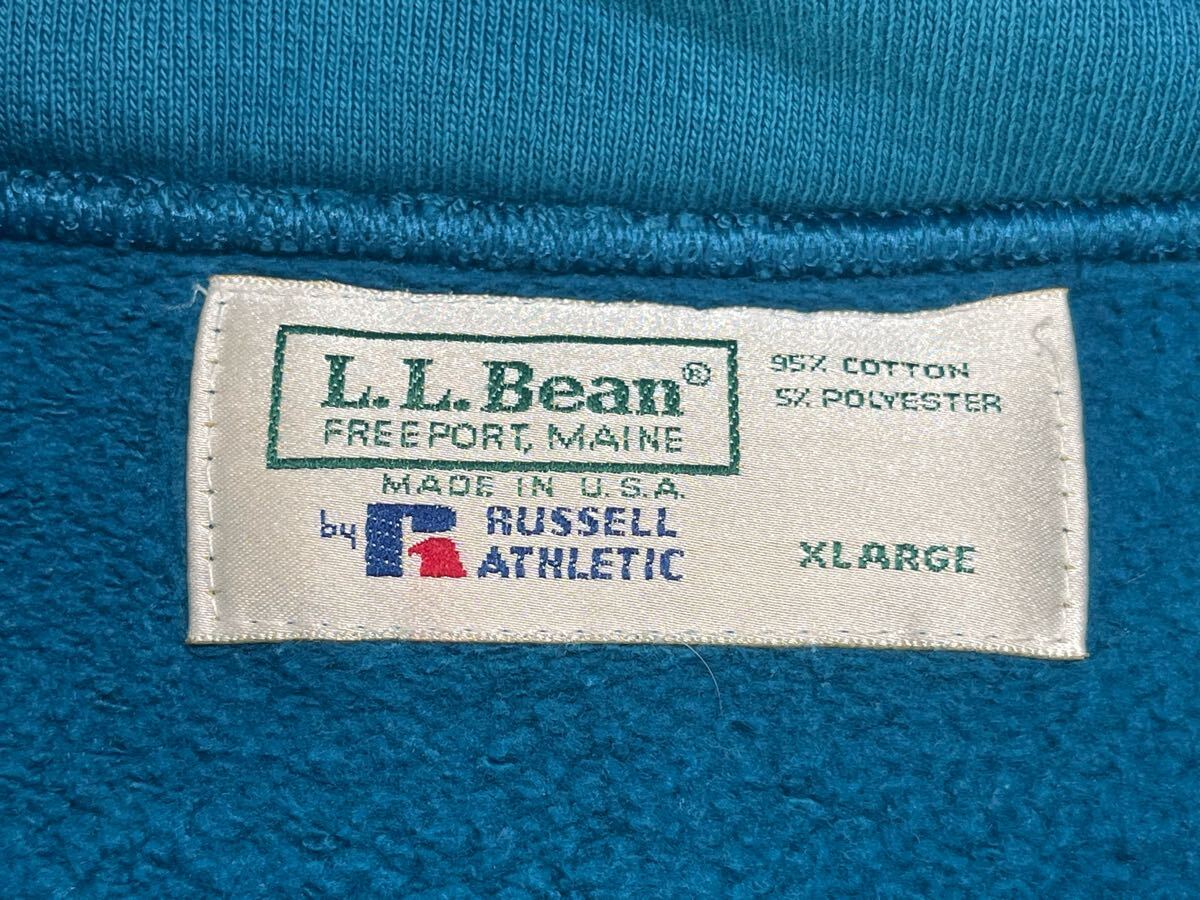 L.L.Bean®
FREEPORT, MAINE
MADE IN U.S.A.
by RUSSELL
ATHLETIC
95% COTTON
5% POLYESTER
XLARGE